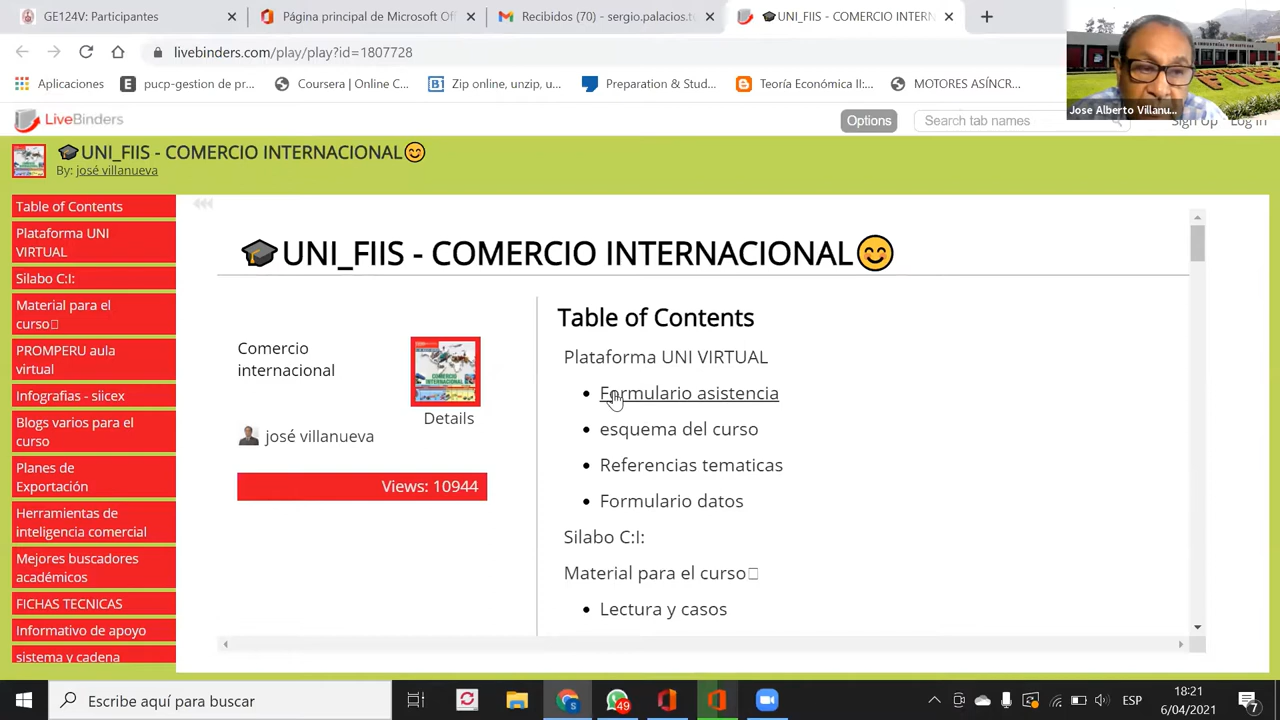 GE124V: Participantes
Página principal de Microsoft Of
Recibidos (70) - sergio.palacios.t
🎓UNI_FIIS - COMERCIO INTERN
livebinders.com/play/play?id=1807728
Aplicaciones
pucp-gestion de pr...
Coursera | Online C...
Zip online, unzip, u...
Preparation & Stud...
Teoría Económica II:...
MOTORES ASÍNCR...
Jose Alberto Villanu...
LiveBinders
Options
Search tab names
Sign Up
Log In
🎓UNI_FIIS - COMERCIO INTERNACIONAL😊
By: josé villanueva
Table of Contents
Plataforma UNI
VIRTUAL
Silabo C:I:
Material para el
curso
PROMPERU aula
virtual
Infografias - siicex
Blogs varios para el
curso
Planes de
Exportación
Herramientas de
inteligencia comercial
Mejores buscadores
académicos
FICHAS TECNICAS
Informativo de apoyo
sistema y cadena
🎓UNI_FIIS - COMERCIO INTERNACIONAL😊
Comercio
internacional
COMERCIO
INTERNACIONAL
Details
josé villanueva
Views: 10944
Table of Contents
Plataforma UNI VIRTUAL
• Formulario asistencia
• esquema del curso
• Referencias tematicas
• Formulario datos
Silabo C:I:
Material para el curso
• Lectura y casos
Escribe aquí para buscar
49
ESP
18:21
6/04/2021
7